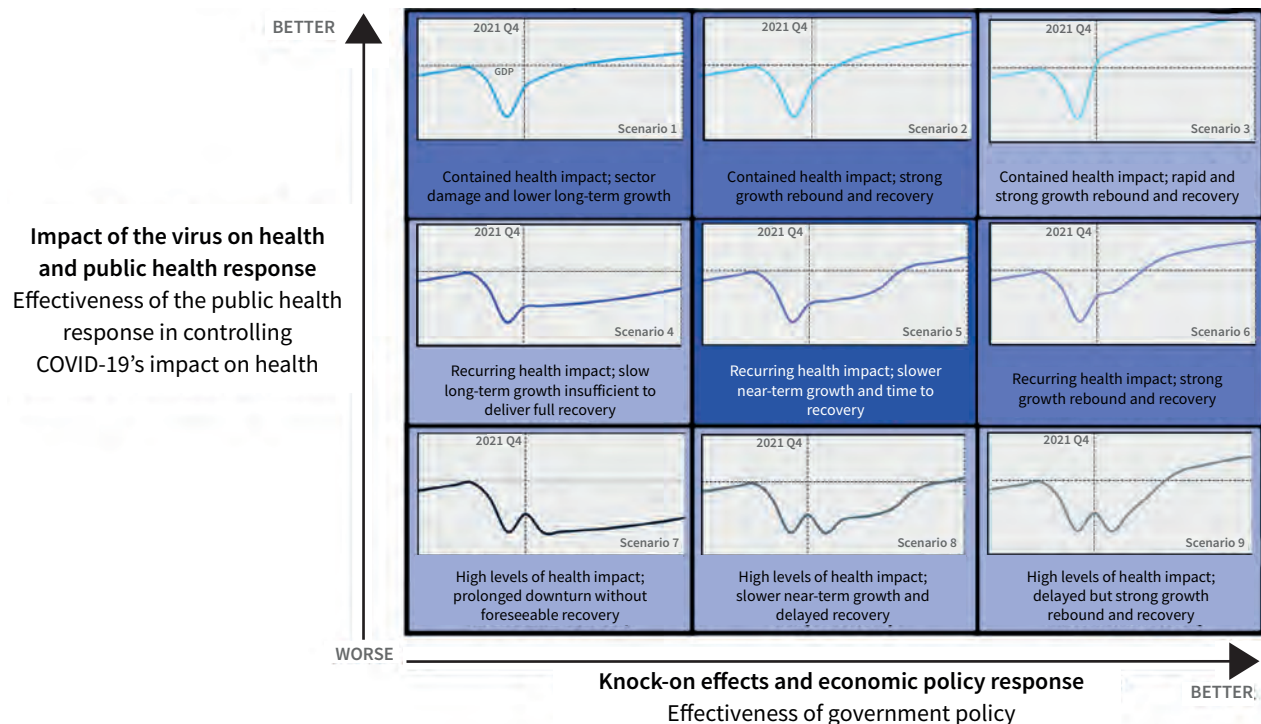 BETTER
2021 Q4
GDP
Scenario 1
Contained health impact; sector
damage and lower long-term growth
2021 Q4
Scenario 2
Contained health impact; strong
growth rebound and recovery
2021 Q4
Scenario 3
Contained health impact; rapid and
strong growth rebound and recovery
Impact of the virus on health
and public health response
Effectiveness of the public health
response in controlling
COVID-19's impact on health
2021 Q4
Scenario 4
Recurring health impact; slow
long-term growth insufficient to
deliver full recovery
2021 Q4
Scenario 5
Recurring health impact; slower
near-term growth and time to
recovery
2021 Q4
Scenario 6
Recurring health impact; strong
growth rebound and recovery
2021 Q4
Scenario 7
High levels of health impact;
prolonged downturn without
foreseeable recovery
2021 Q4
Scenario 8
High levels of health impact;
slower near-term growth and
delayed recovery
2021 Q4
Scenario 9
High levels of health impact;
delayed but strong growth
rebound and recovery
WORSE
Knock-on effects and economic policy response
Effectiveness of government policy
BETTER